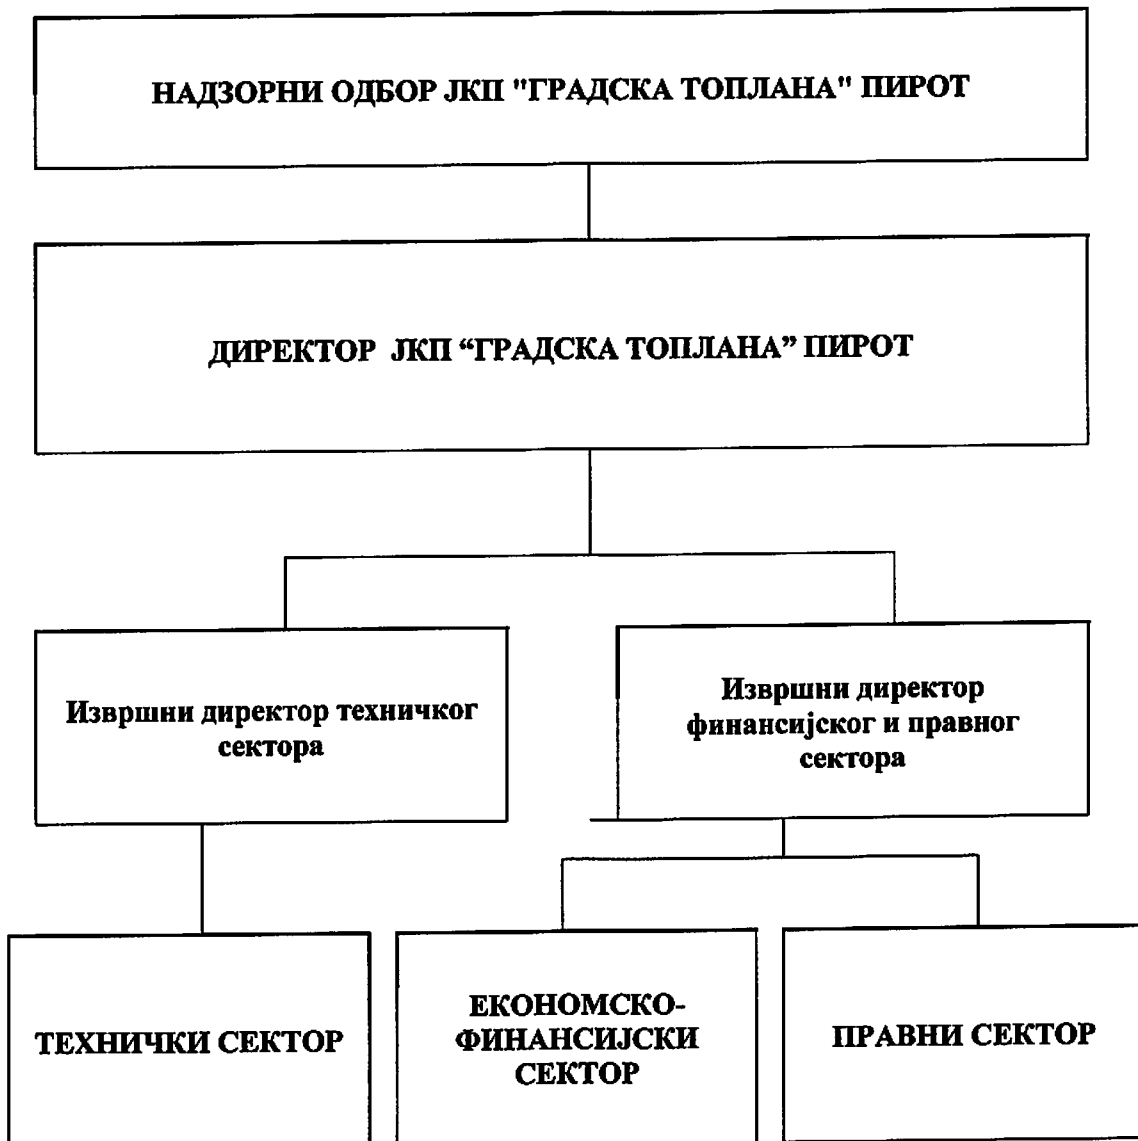 НАДЗОРНИ ОДБОР ЈКП "ГРАДСКА ТОПЛАНА" ПИРОТ
ДИРЕКТОР ЈКП “ГРАДСКА ТОПЛАНА” ПИРОТ
Извршни директор техничког
сектора
Извршни директор
финансијског и правног
сектора
ТЕХНИЧКИ СЕКТОР
ЕКОНОМСКО-
ФИНАНСИЈСКИ
СЕКТОР
ПРАВНИ СЕКТОР